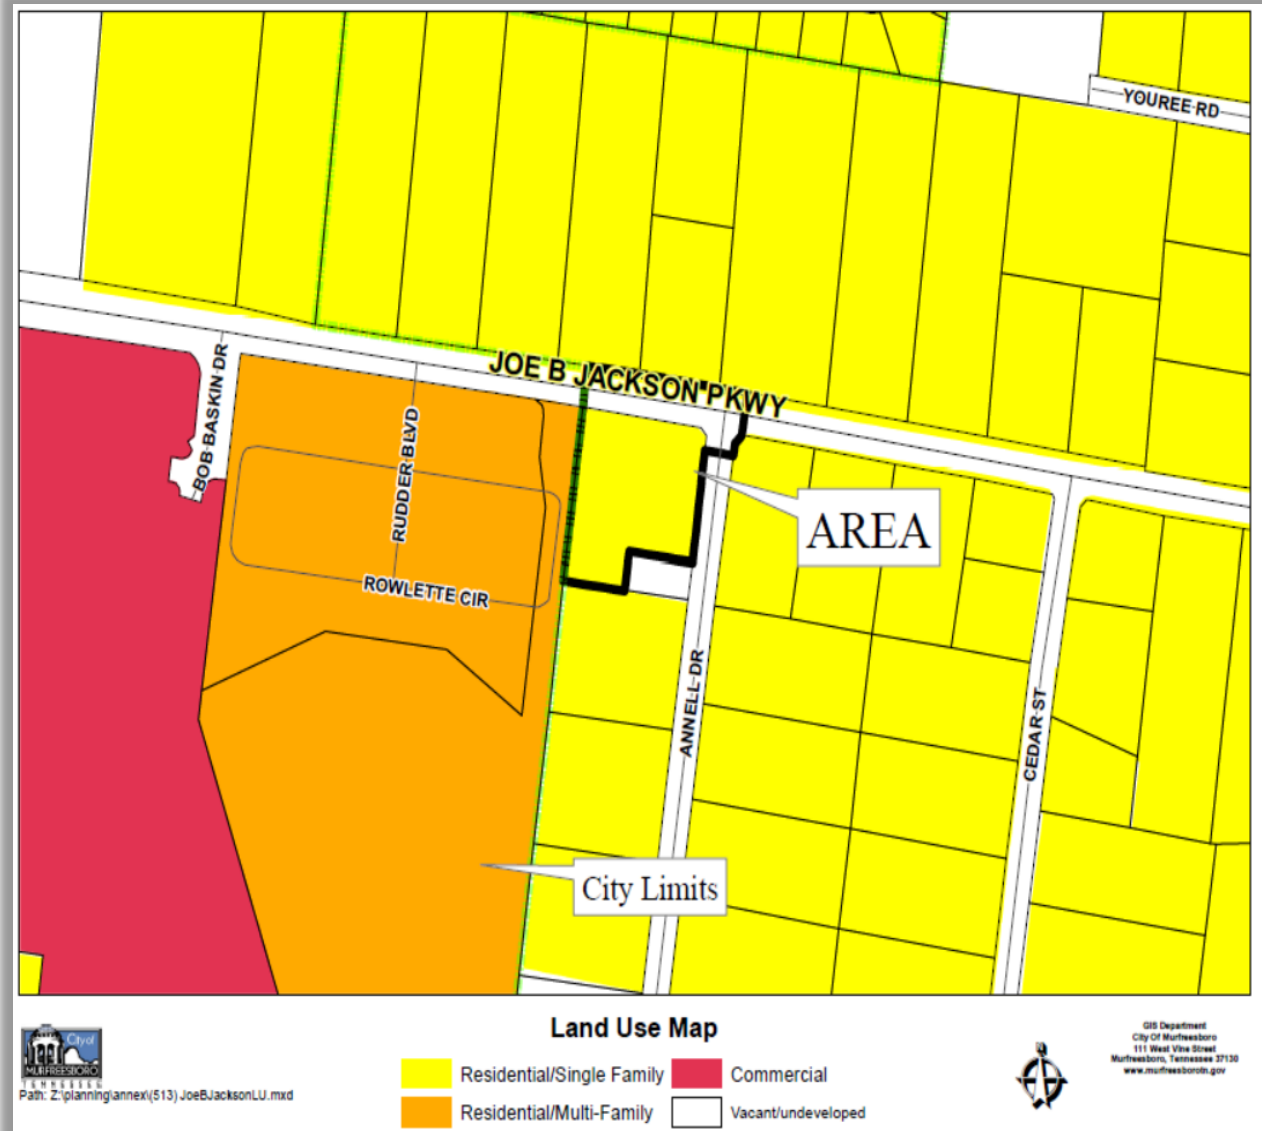 YOUREE RD
JOE B JACKSON PKWY
BOB BASKIN DR
RUDDER BLVD
AREA
ROWLETTE CIR
ANNELL DR
CEDAR ST
City Limits
Land Use Map
Residential/Single Family
Commercial
Residential/Multi-Family
Vacant/undeveloped
City of
MURFREESBORO
TENNESSEE
Path: Z:\planning\annex\(513) JoeBJacksonLU.mxd
GIS Department
City Of Murfreesboro
111 West Vine Street
Murfreesboro, Tennessee 37130
www.murfreesborotn.gov